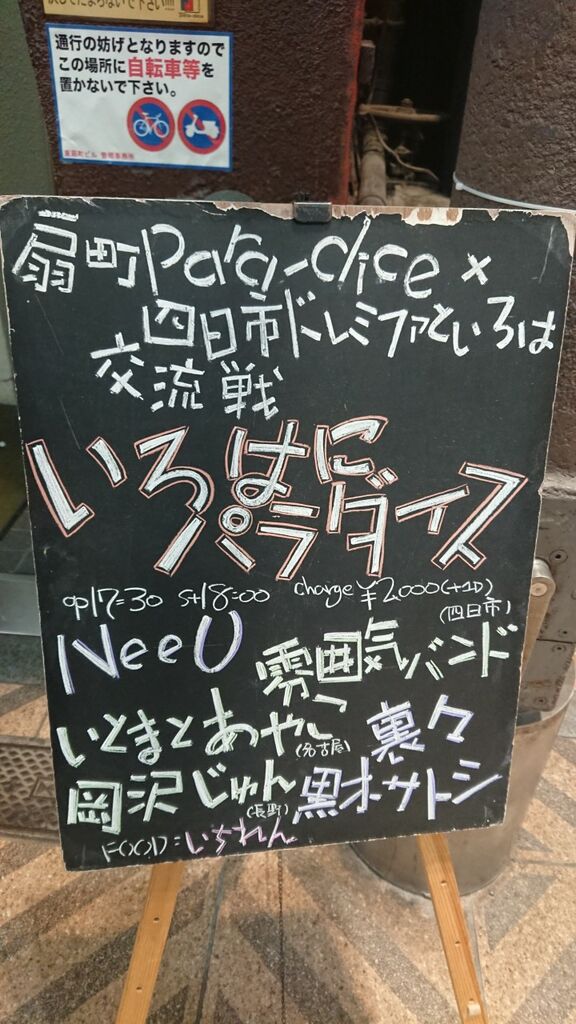 通行の妨げとなりますので
この場所に自転車等を
置かないで下さい。
扇町Para-dice ×
四日市ドレミファといろは
交流戦
いろはに
パラダイス
op17=30 st18=00 charge ¥2,000(+1D)
(四日市)
NeeU 雰囲気バンド
いとまとあやこ 裏々
(名古屋)
岡沢じゅん 黒木サトシ
(長野)
FOOD=いちれん